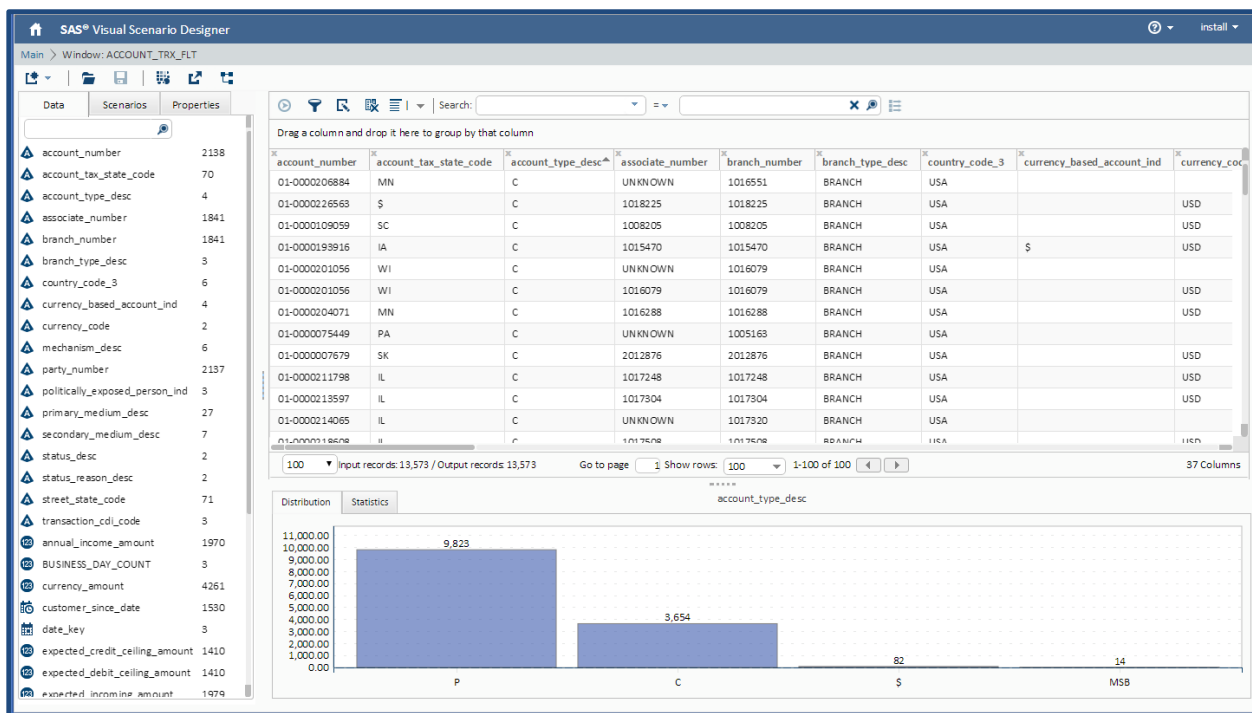 SAS® Visual Scenario Designer
install
Main > Window: ACCOUNT_TRX_FLT
Data Scenarios Properties
account_number 2138
account_tax_state_code 70
account_type_desc 4
associate_number 1841
branch_number 1841
branch_type_desc 3
country_code_3 6
currency_based_account_ind 4
currency_code 2
mechanism_desc 6
party_number 2137
politically_exposed_person_ind 3
primary_medium_desc 27
secondary_medium_desc 7
status_desc 2
status_reason_desc 2
street_state_code 71
transaction_cdi_code 3
annual_income_amount 1970
BUSINESS_DAY_COUNT 3
currency_amount 4261
customer_since_date 1530
date_key 3
expected_credit_ceiling_amount 1410
expected_debit_ceiling_amount 1410
expected_incoming_amount 1979
Search: =
Drag a column and drop it here to group by that column
account_number account_tax_state_code account_type_desc associate_number branch_number branch_type_desc country_code_3 currency_based_account_ind currency_cod
01-0000206884 MN C UNKNOWN 1016551 BRANCH USA
01-0000226563 $ C 1018225 1018225 BRANCH USA USD
01-0000109059 SC C 1008205 1008205 BRANCH USA USD
01-0000193916 IA C 1015470 1015470 BRANCH USA $ USD
01-0000201056 WI C UNKNOWN 1016079 BRANCH USA
01-0000201056 WI C 1016079 1016079 BRANCH USA USD
01-0000204071 MN C 1016288 1016288 BRANCH USA USD
01-0000075449 PA C UNKNOWN 1005163 BRANCH USA
01-0000007679 SK C 2012876 2012876 BRANCH USA USD
01-0000211798 IL C 1017248 1017248 BRANCH USA USD
01-0000213597 IL C 1017304 1017304 BRANCH USA USD
01-0000214065 IL C UNKNOWN 1017320 BRANCH USA
01-0000218608 IL C 1017508 1017508 BRANCH USA USD
100 Input records: 13,573 / Output records: 13,573 Go to page 1 Show rows: 100 1-100 of 100 37 Columns
Distribution Statistics
account_type_desc
11,000.00
10,000.00
9,000.00
8,000.00
7,000.00
6,000.00
5,000.00
4,000.00
3,000.00
2,000.00
1,000.00
0.00
9,823 3,654 82 14
P C $ MSB